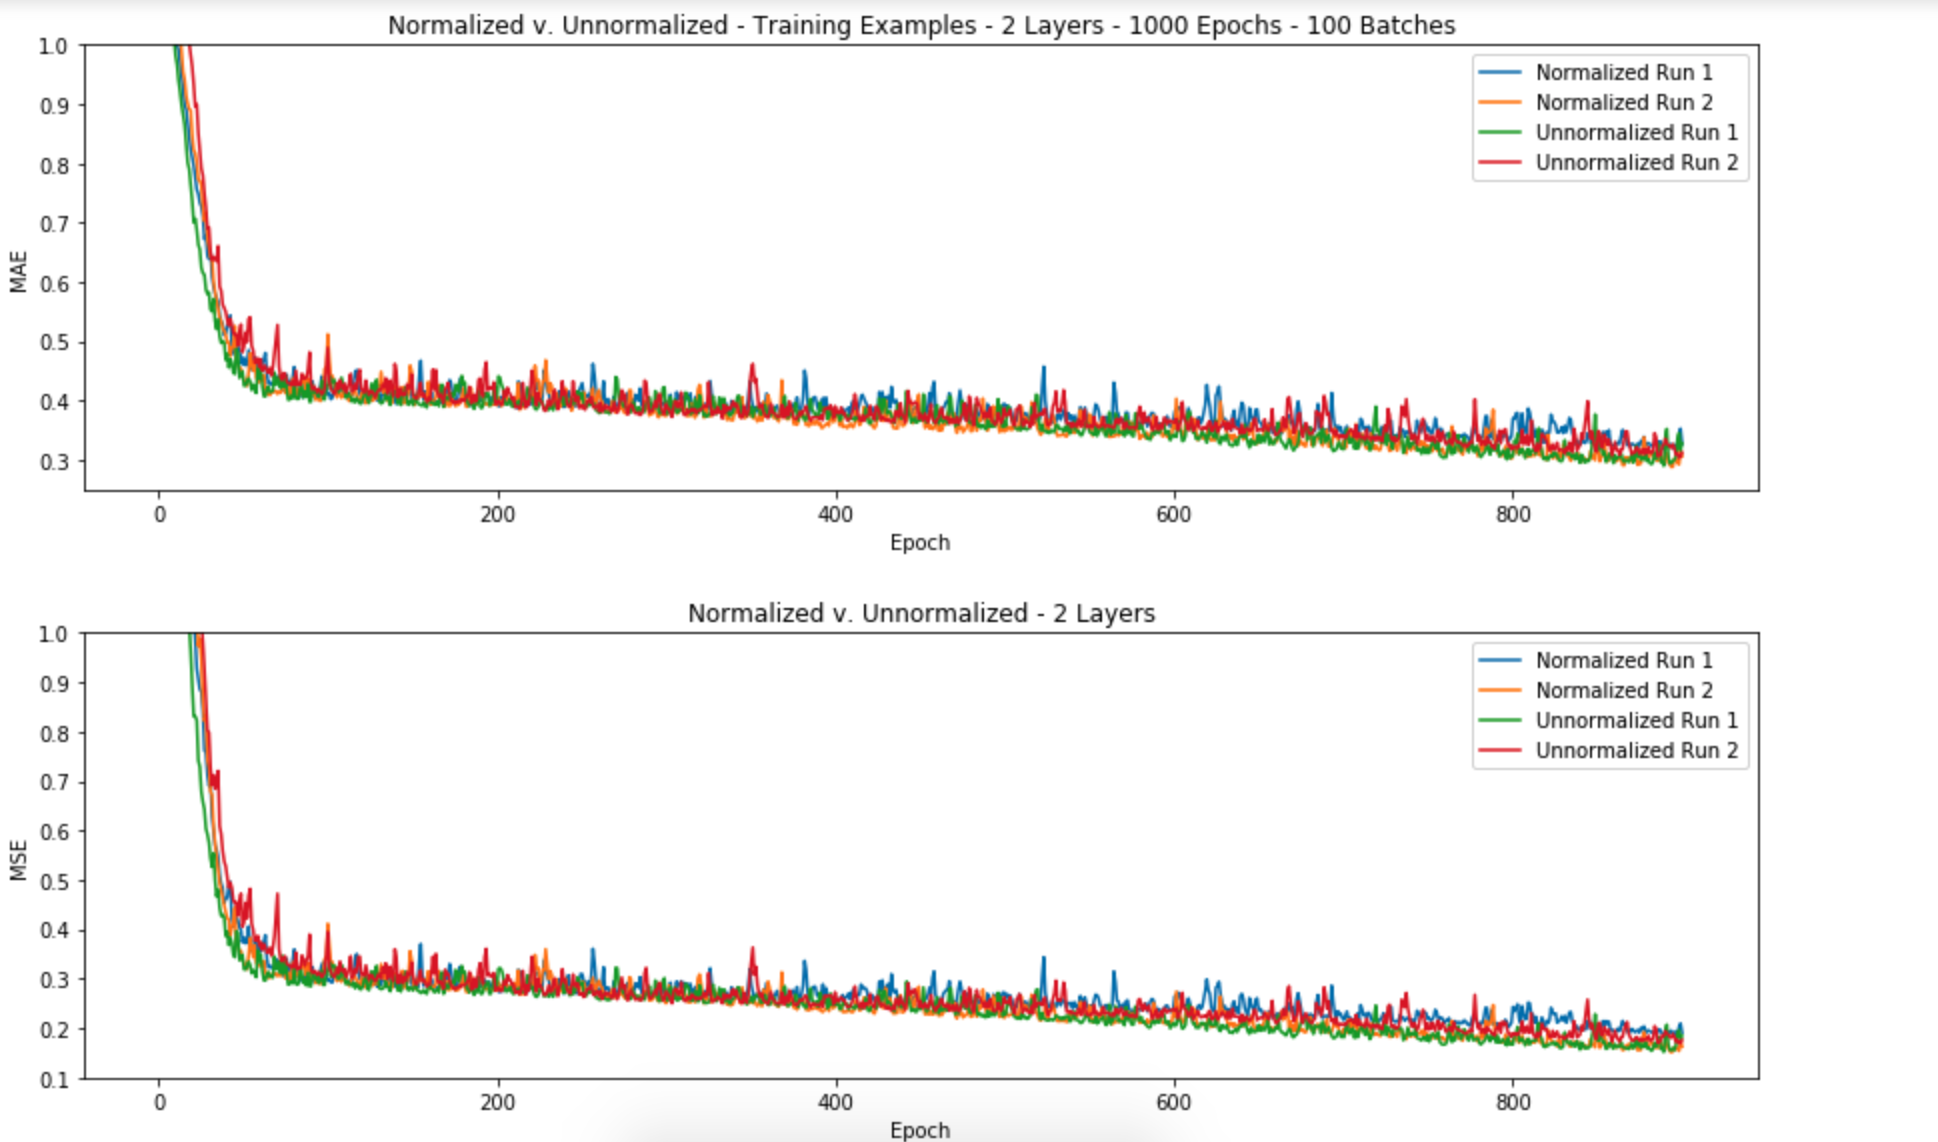 Normalized v. Unnormalized - Training Examples - 2 Layers - 1000 Epochs - 100 Batches
1.0
0.9
0.8
0.7
0.6
0.5
0.4
0.3
MAE
Normalized Run 1
Normalized Run 2
Unnormalized Run 1
Unnormalized Run 2
0 200 400 600 800
Epoch
Normalized v. Unnormalized - 2 Layers
1.0
0.9
0.8
0.7
0.6
0.5
0.4
0.3
0.2
0.1
MSE
Normalized Run 1
Normalized Run 2
Unnormalized Run 1
Unnormalized Run 2
0 200 400 600 800
Epoch